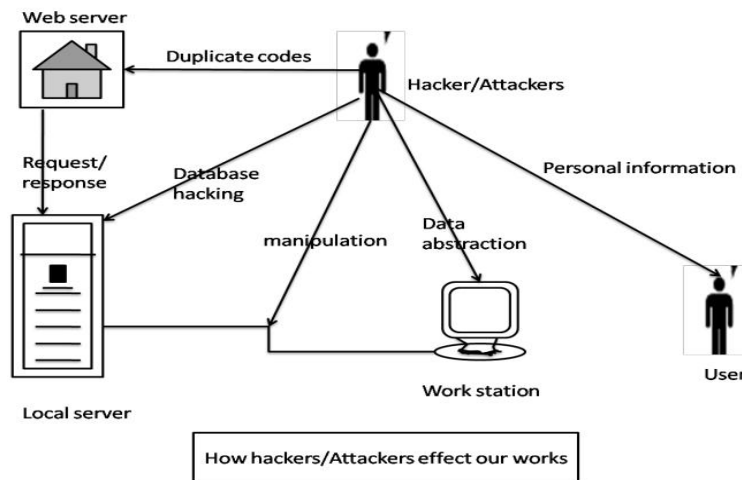 Web server
Duplicate codes
Hacker/Attackers
Request/
response
Database
hacking
Personal information
manipulation
Data
abstraction
User
Work station
Local server
How hackers/Attackers effect our works